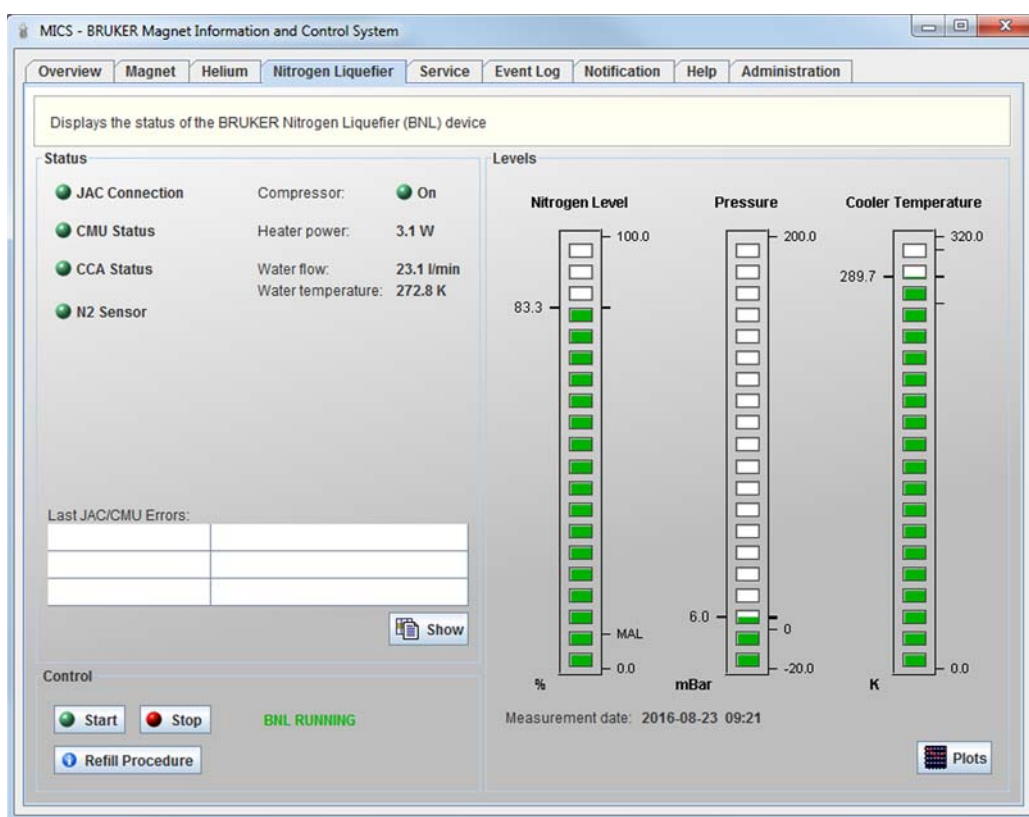 MICS - BRUKER Magnet Information and Control System
Overview Magnet Helium Nitrogen Liquefier Service Event Log Notification Help Administration
Displays the status of the BRUKER Nitrogen Liquefier (BNL) device
Status
JAC Connection Compressor: On
CMU Status Heater power: 3.1 W
CCA Status Water flow: 23.1 l/min
Water temperature: 272.8 K
N2 Sensor
Last JAC/CMU Errors:
Show
Control
Start Stop BNL RUNNING
Refill Procedure
Levels
Nitrogen Level Pressure Cooler Temperature
100.0 200.0 320.0
289.7
83.3
6.0
MAL 0
0.0 -20.0 0.0
% mBar K
Measurement date: 2016-08-23 09:21
Plots